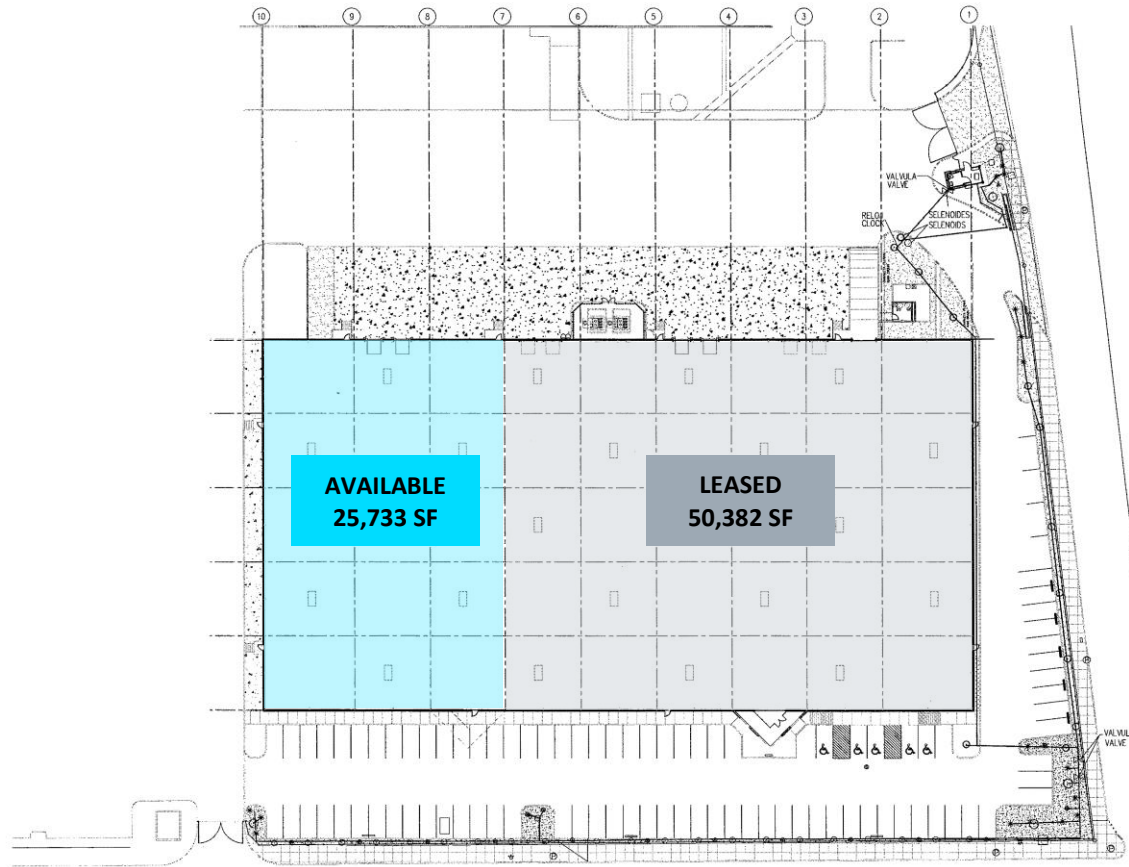 10
9
8
7
6
5
4
3
2
1
VALVULA
VALVE
RELOJ
CLOCK
SELENOIDES
SELENOIDS
AVAILABLE
25,733 SF
LEASED
50,382 SF
VALVUL
VALVE